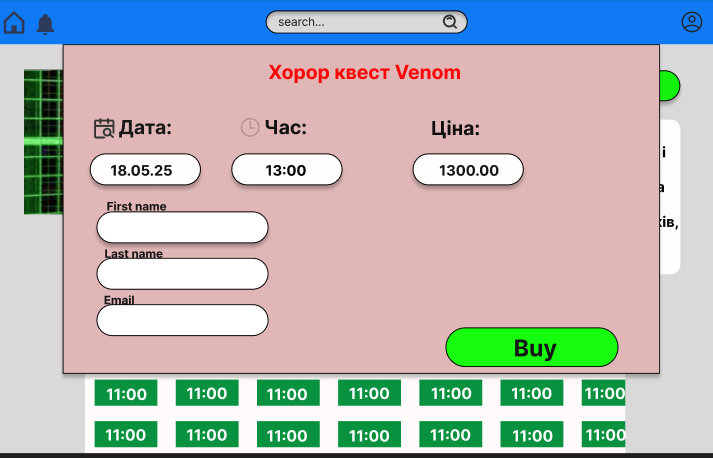 search...
Хорор квест Venom
Дата: Час: Ціна:
18.05.25 13:00 1300.00
First name
Last name
Email
Buy
і
а
ків,
11:00 11:00 11:00 11:00 11:00 11:00 11:00
11:00 11:00 11:00 11:00 11:00 11:00 11:00